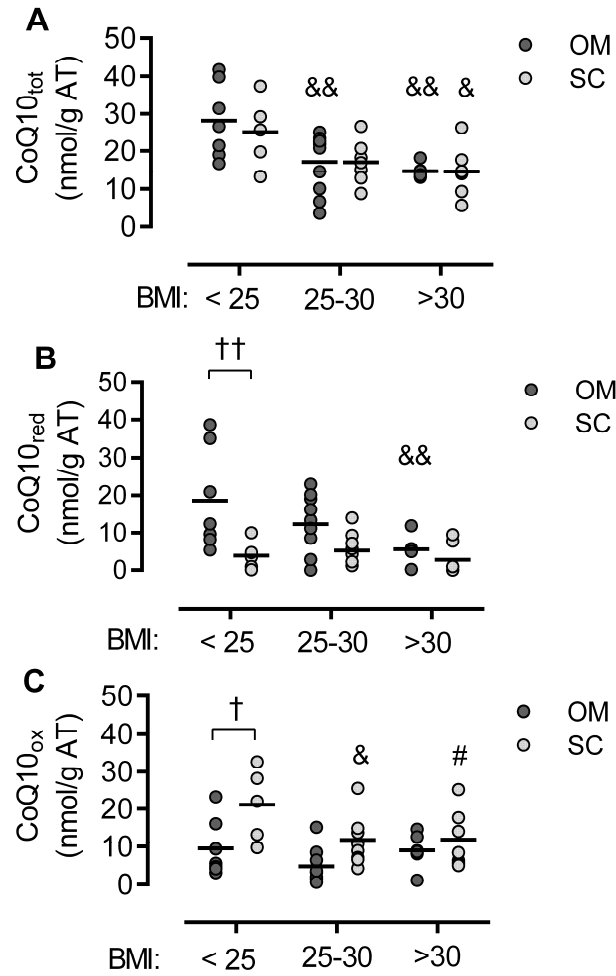 A
CoQ10tot
(nmol/g AT)
50
40
30
20
10
0
&& && &
OM
SC
BMI: < 25 25-30 >30
B
CoQ10red
(nmol/g AT)
50
40
30
20
10
0
††
&&
OM
SC
BMI: < 25 25-30 >30
C
CoQ10ox
(nmol/g AT)
50
40
30
20
10
0
†
& #
OM
SC
BMI: < 25 25-30 >30